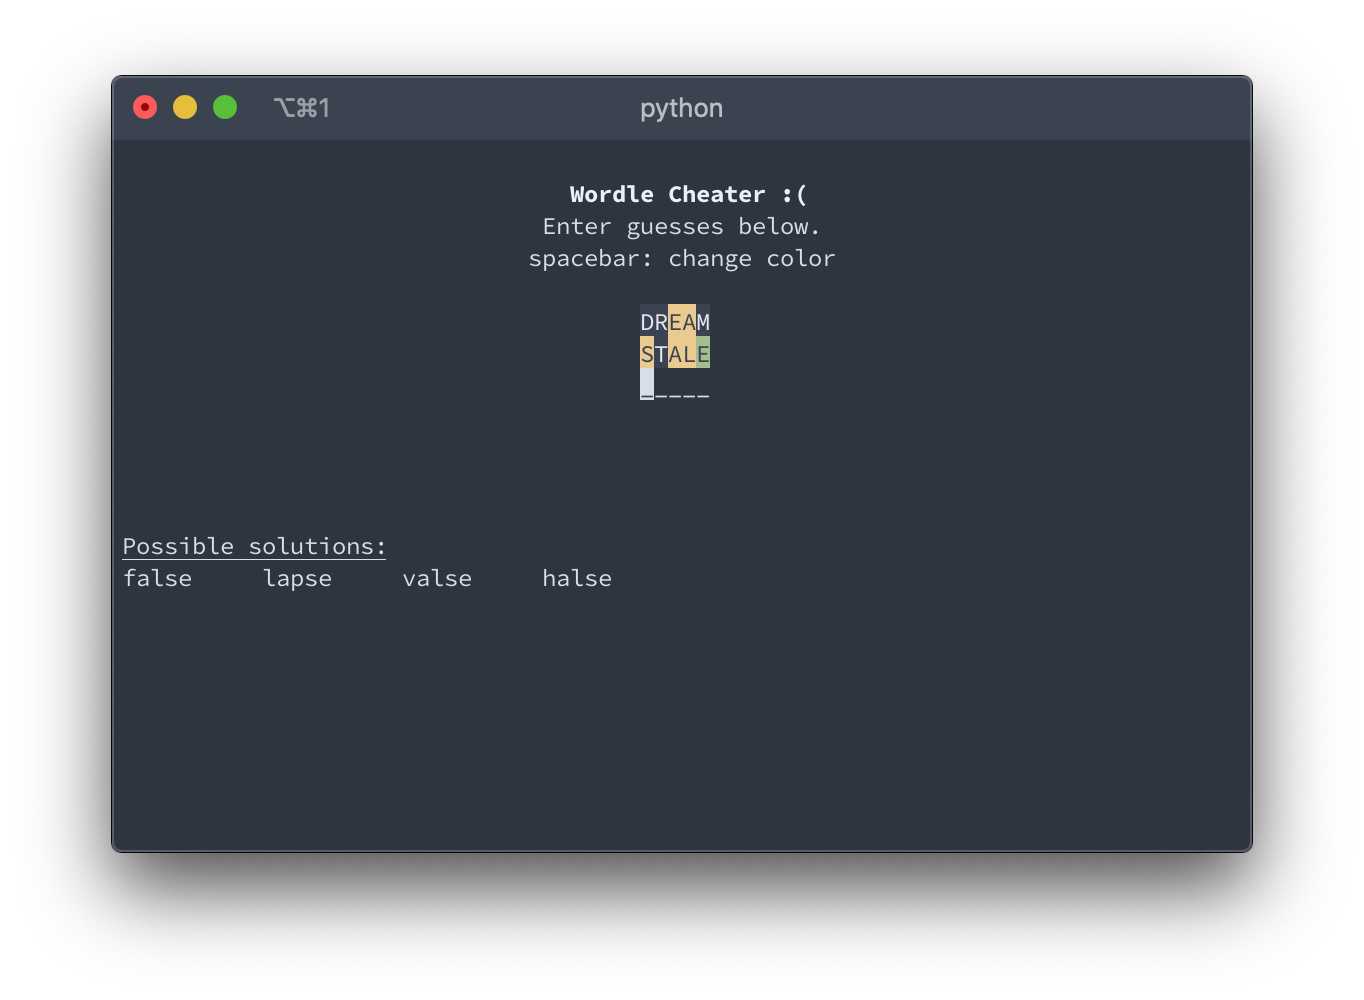 ⌥⌘1 python
Wordle Cheater :(
Enter guesses below.
spacebar: change color
DREAM
STALE
_____
Possible solutions:
false lapse valse halse